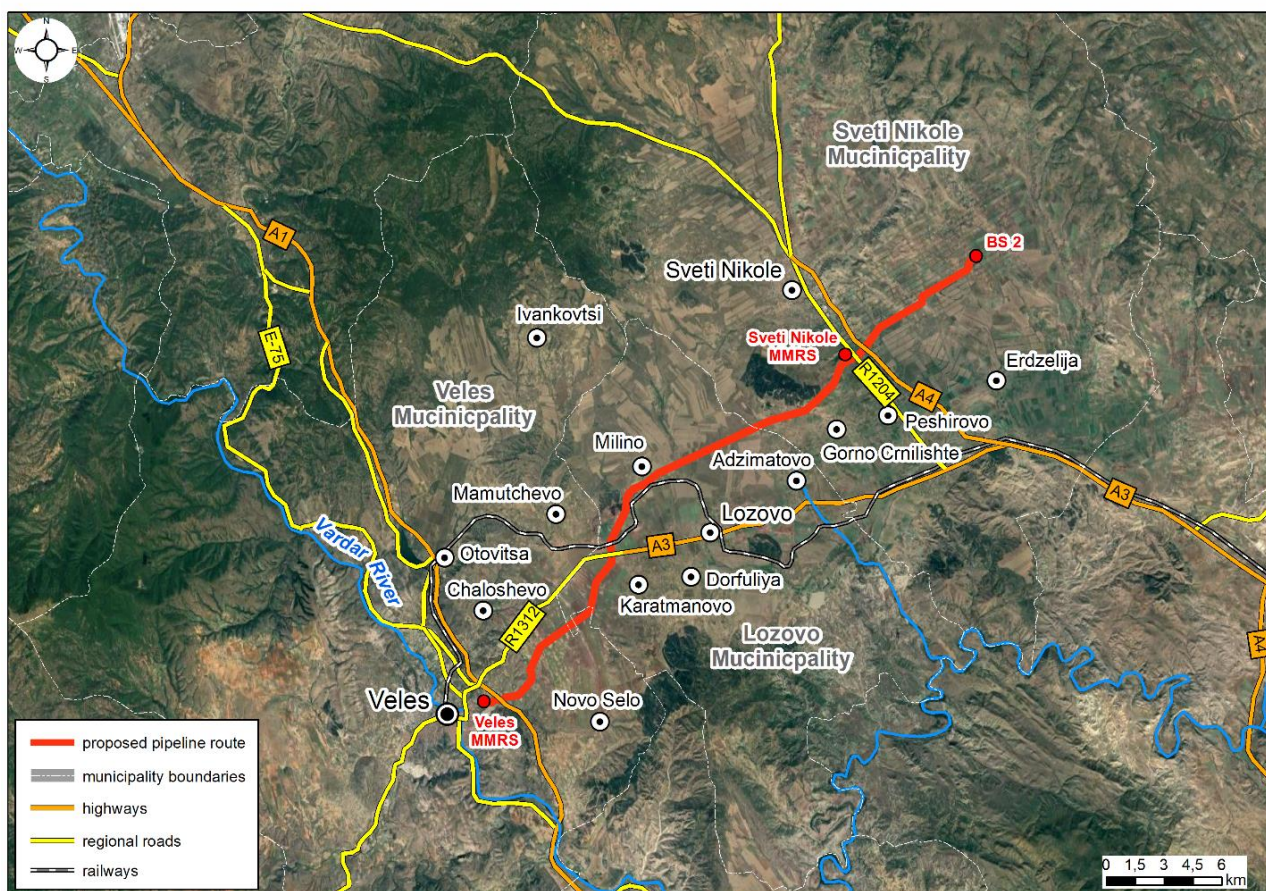 N
W
E
S
Sveti Nikole
Mucinicpality
A1
BS 2
Sveti Nikole
Ivankovtsi
E-75
Sveti Nikole
MMRS
Erdzelija
R1204
A4
Veles
Mucinicpality
Peshirovo
Gorno Crnilishte
Milino
Adzimatovo
A3
Mamutchevo
Lozovo
Vardar River
A3
Otovitsa
Dorfuliya
Chaloshevo
Karatmanovo
R1312
Lozovo
Mucinicpality
A4
Veles
Novo Selo
Veles
MMRS
proposed pipeline route
municipality boundaries
highways
regional roads
railways
0 1,5 3 4,5 6
km